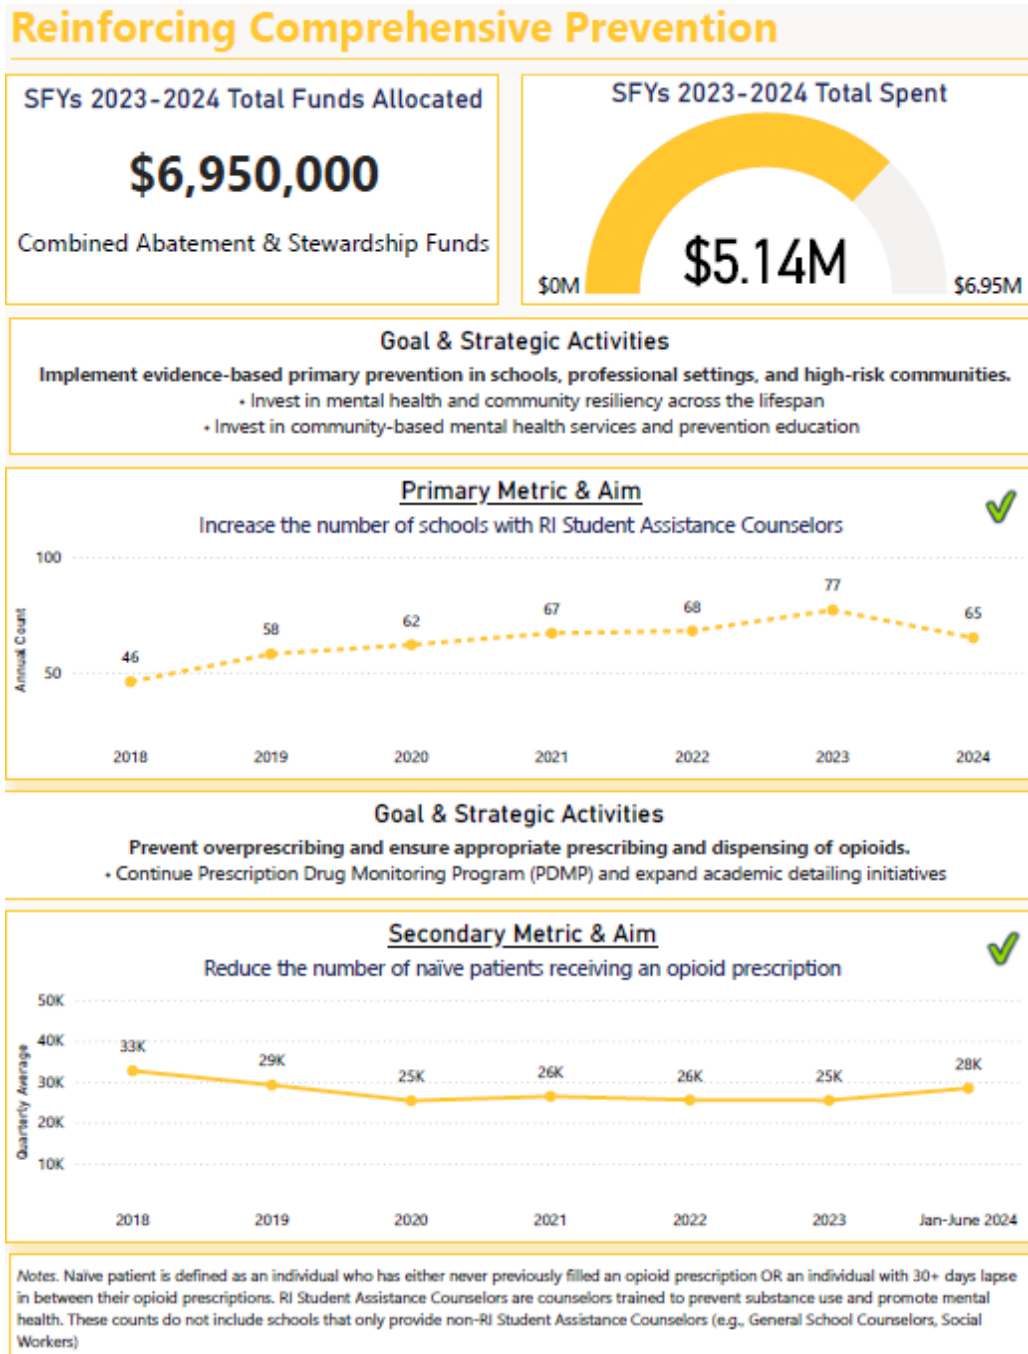 Reinforcing Comprehensive Prevention
SFYs 2023-2024 Total Funds Allocated
$6,950,000
Combined Abatement & Stewardship Funds
SFYs 2023-2024 Total Spent
$5.14M
$0M
$6.95M
Goal & Strategic Activities
Implement evidence-based primary prevention in schools, professional settings, and high-risk communities.
• Invest in mental health and community resiliency across the lifespan
• Invest in community-based mental health services and prevention education
Primary Metric & Aim
Increase the number of schools with RI Student Assistance Counselors
Annual Count
100
50
46
58
62
67
68
77
65
2018
2019
2020
2021
2022
2023
2024
Goal & Strategic Activities
Prevent overprescribing and ensure appropriate prescribing and dispensing of opioids.
• Continue Prescription Drug Monitoring Program (PDMP) and expand academic detailing initiatives
Secondary Metric & Aim
Reduce the number of naïve patients receiving an opioid prescription
Quarterly Average
50K
40K
30K
20K
10K
33K
29K
25K
26K
26K
25K
28K
2018
2019
2020
2021
2022
2023
Jan-June 2024
Notes. Naïve patient is defined as an individual who has either never previously filled an opioid prescription OR an individual with 30+ days lapse
in between their opioid prescriptions. RI Student Assistance Counselors are counselors trained to prevent substance use and promote mental
health. These counts do not include schools that only provide non-RI Student Assistance Counselors (e.g., General School Counselors, Social
Workers)